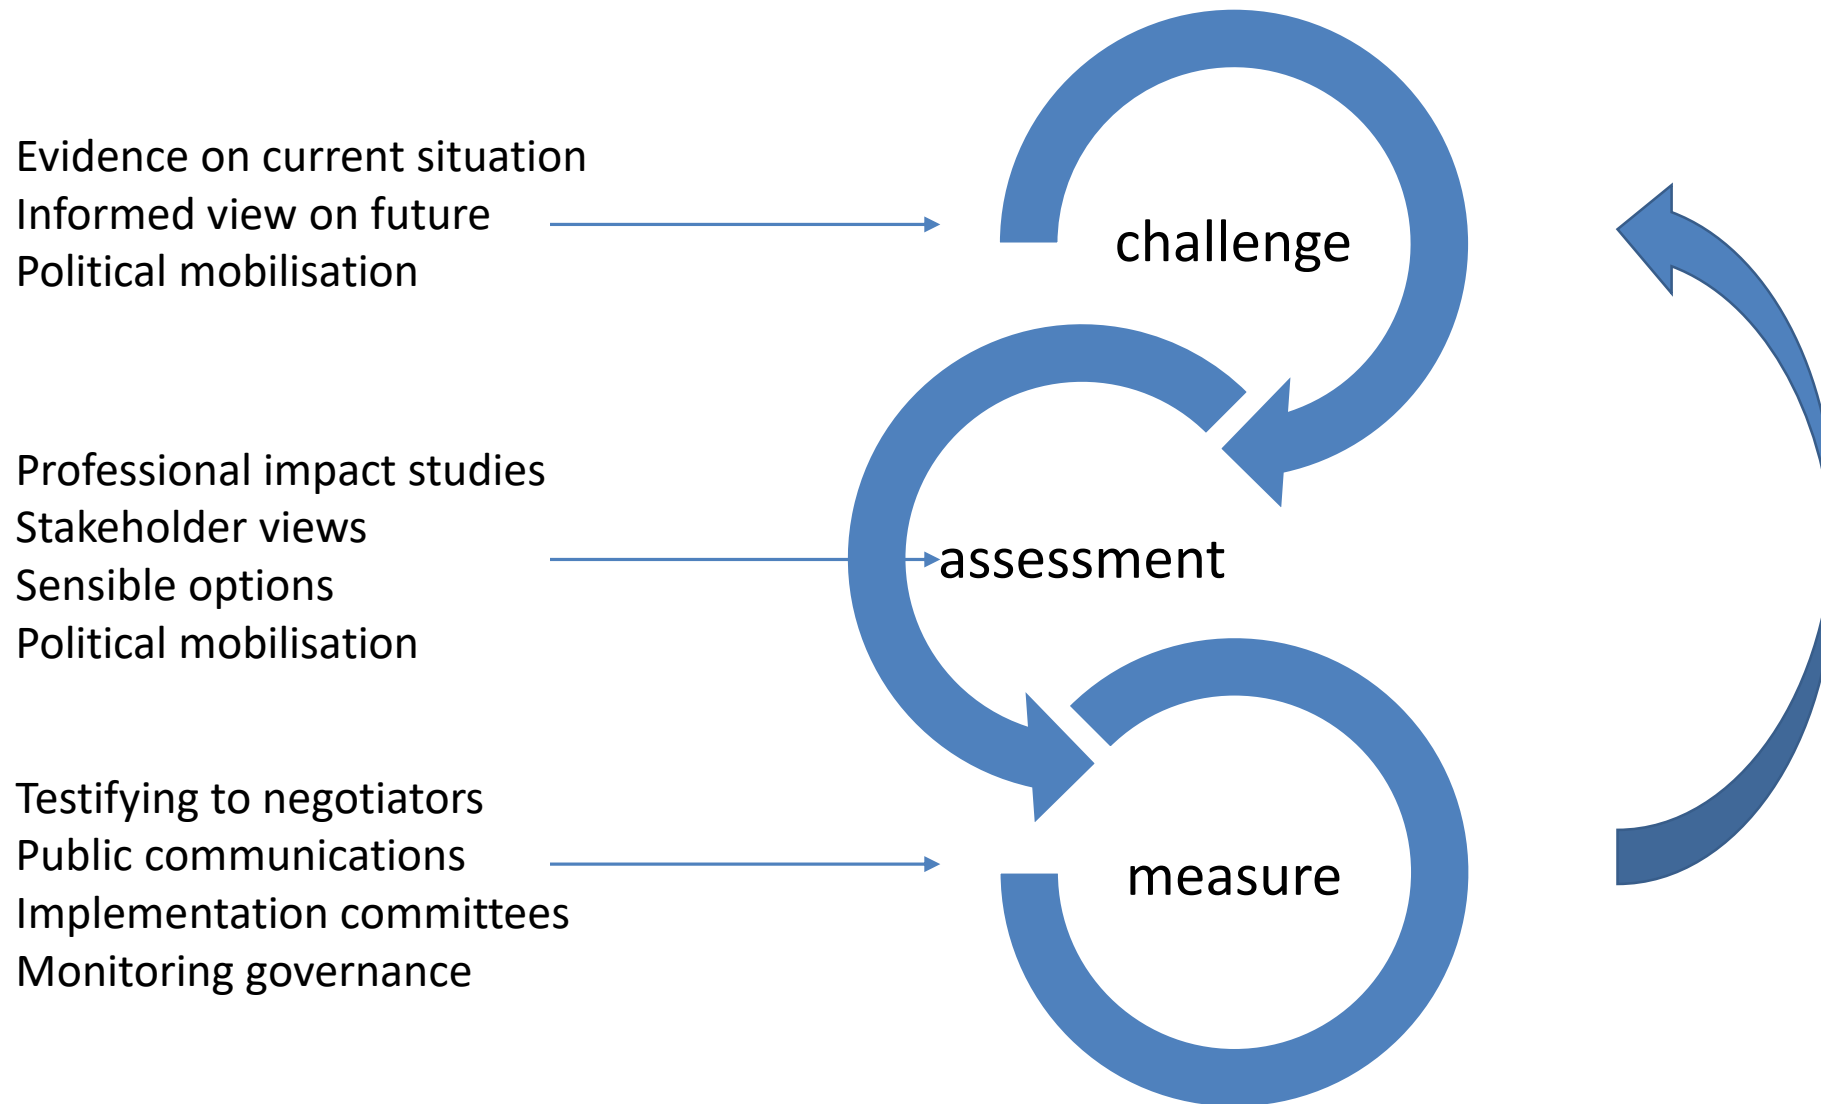 Evidence on current situation
Informed view on future
Political mobilisation
challenge
Professional impact studies
Stakeholder views
Sensible options
Political mobilisation
assessment
Testifying to negotiators
Public communications
Implementation committees
Monitoring governance
measure